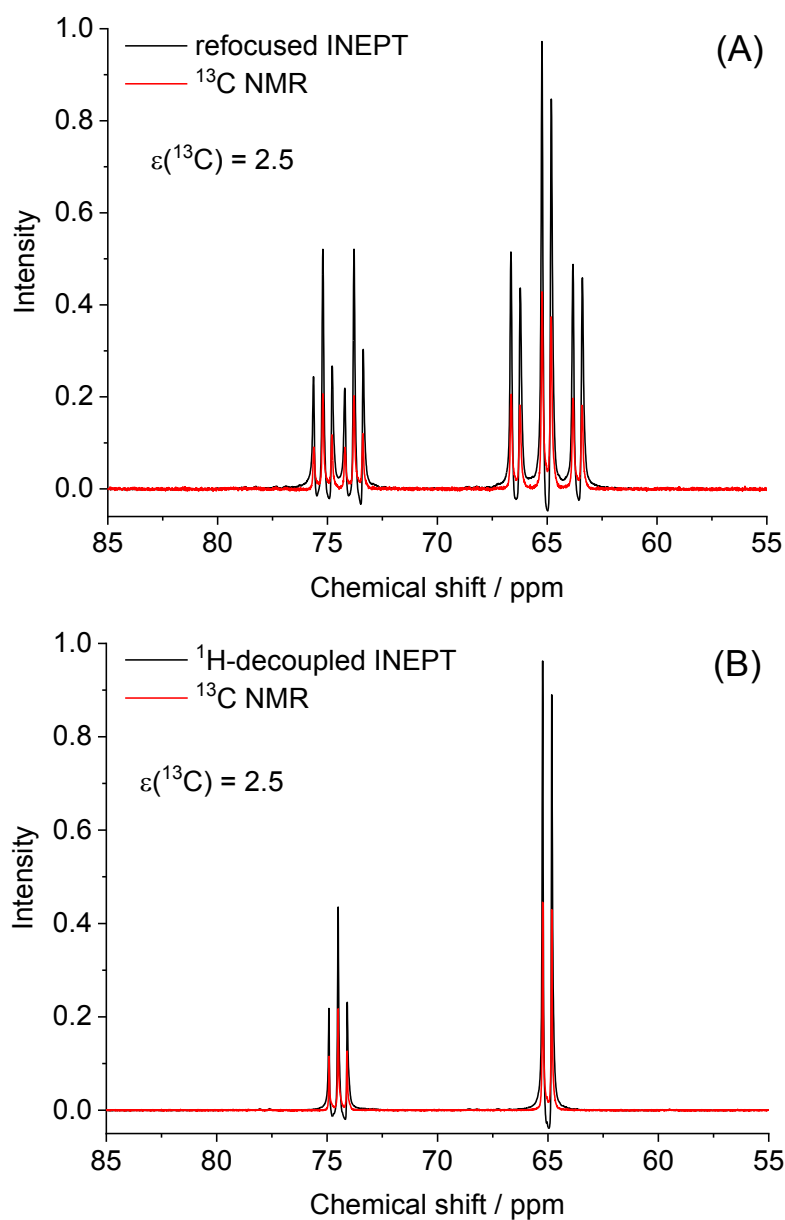 (A)
refocused INEPT
¹³C NMR
ε(¹³C) = 2.5
Intensity
1.0
0.8
0.6
0.4
0.2
0.0
85 80 75 70 65 60 55
Chemical shift / ppm
(B)
¹H-decoupled INEPT
¹³C NMR
ε(¹³C) = 2.5
Intensity
1.0
0.8
0.6
0.4
0.2
0.0
85 80 75 70 65 60 55
Chemical shift / ppm